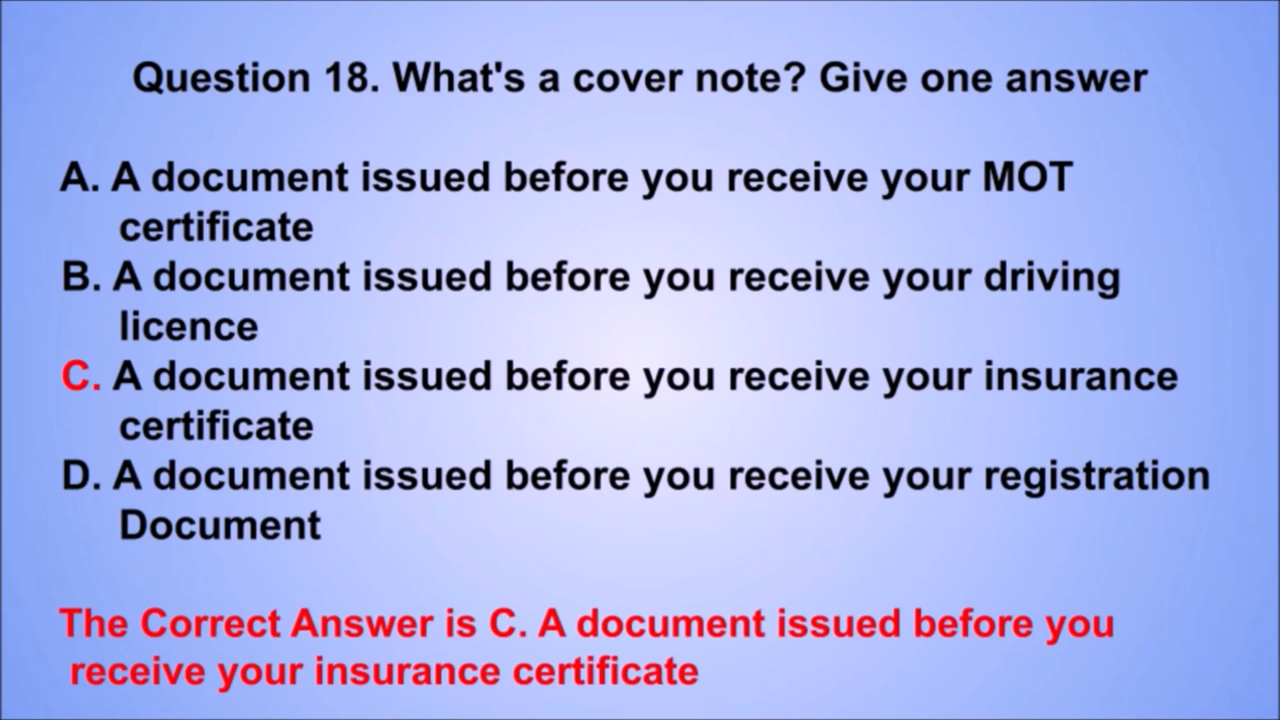 Question 18. What's a cover note? Give one answer
A. A document issued before you receive your MOT
certificate
B. A document issued before you receive your driving
licence
C. A document issued before you receive your insurance
certificate
D. A document issued before you receive your registration
Document
The Correct Answer is C. A document issued before you
receive your insurance certificate